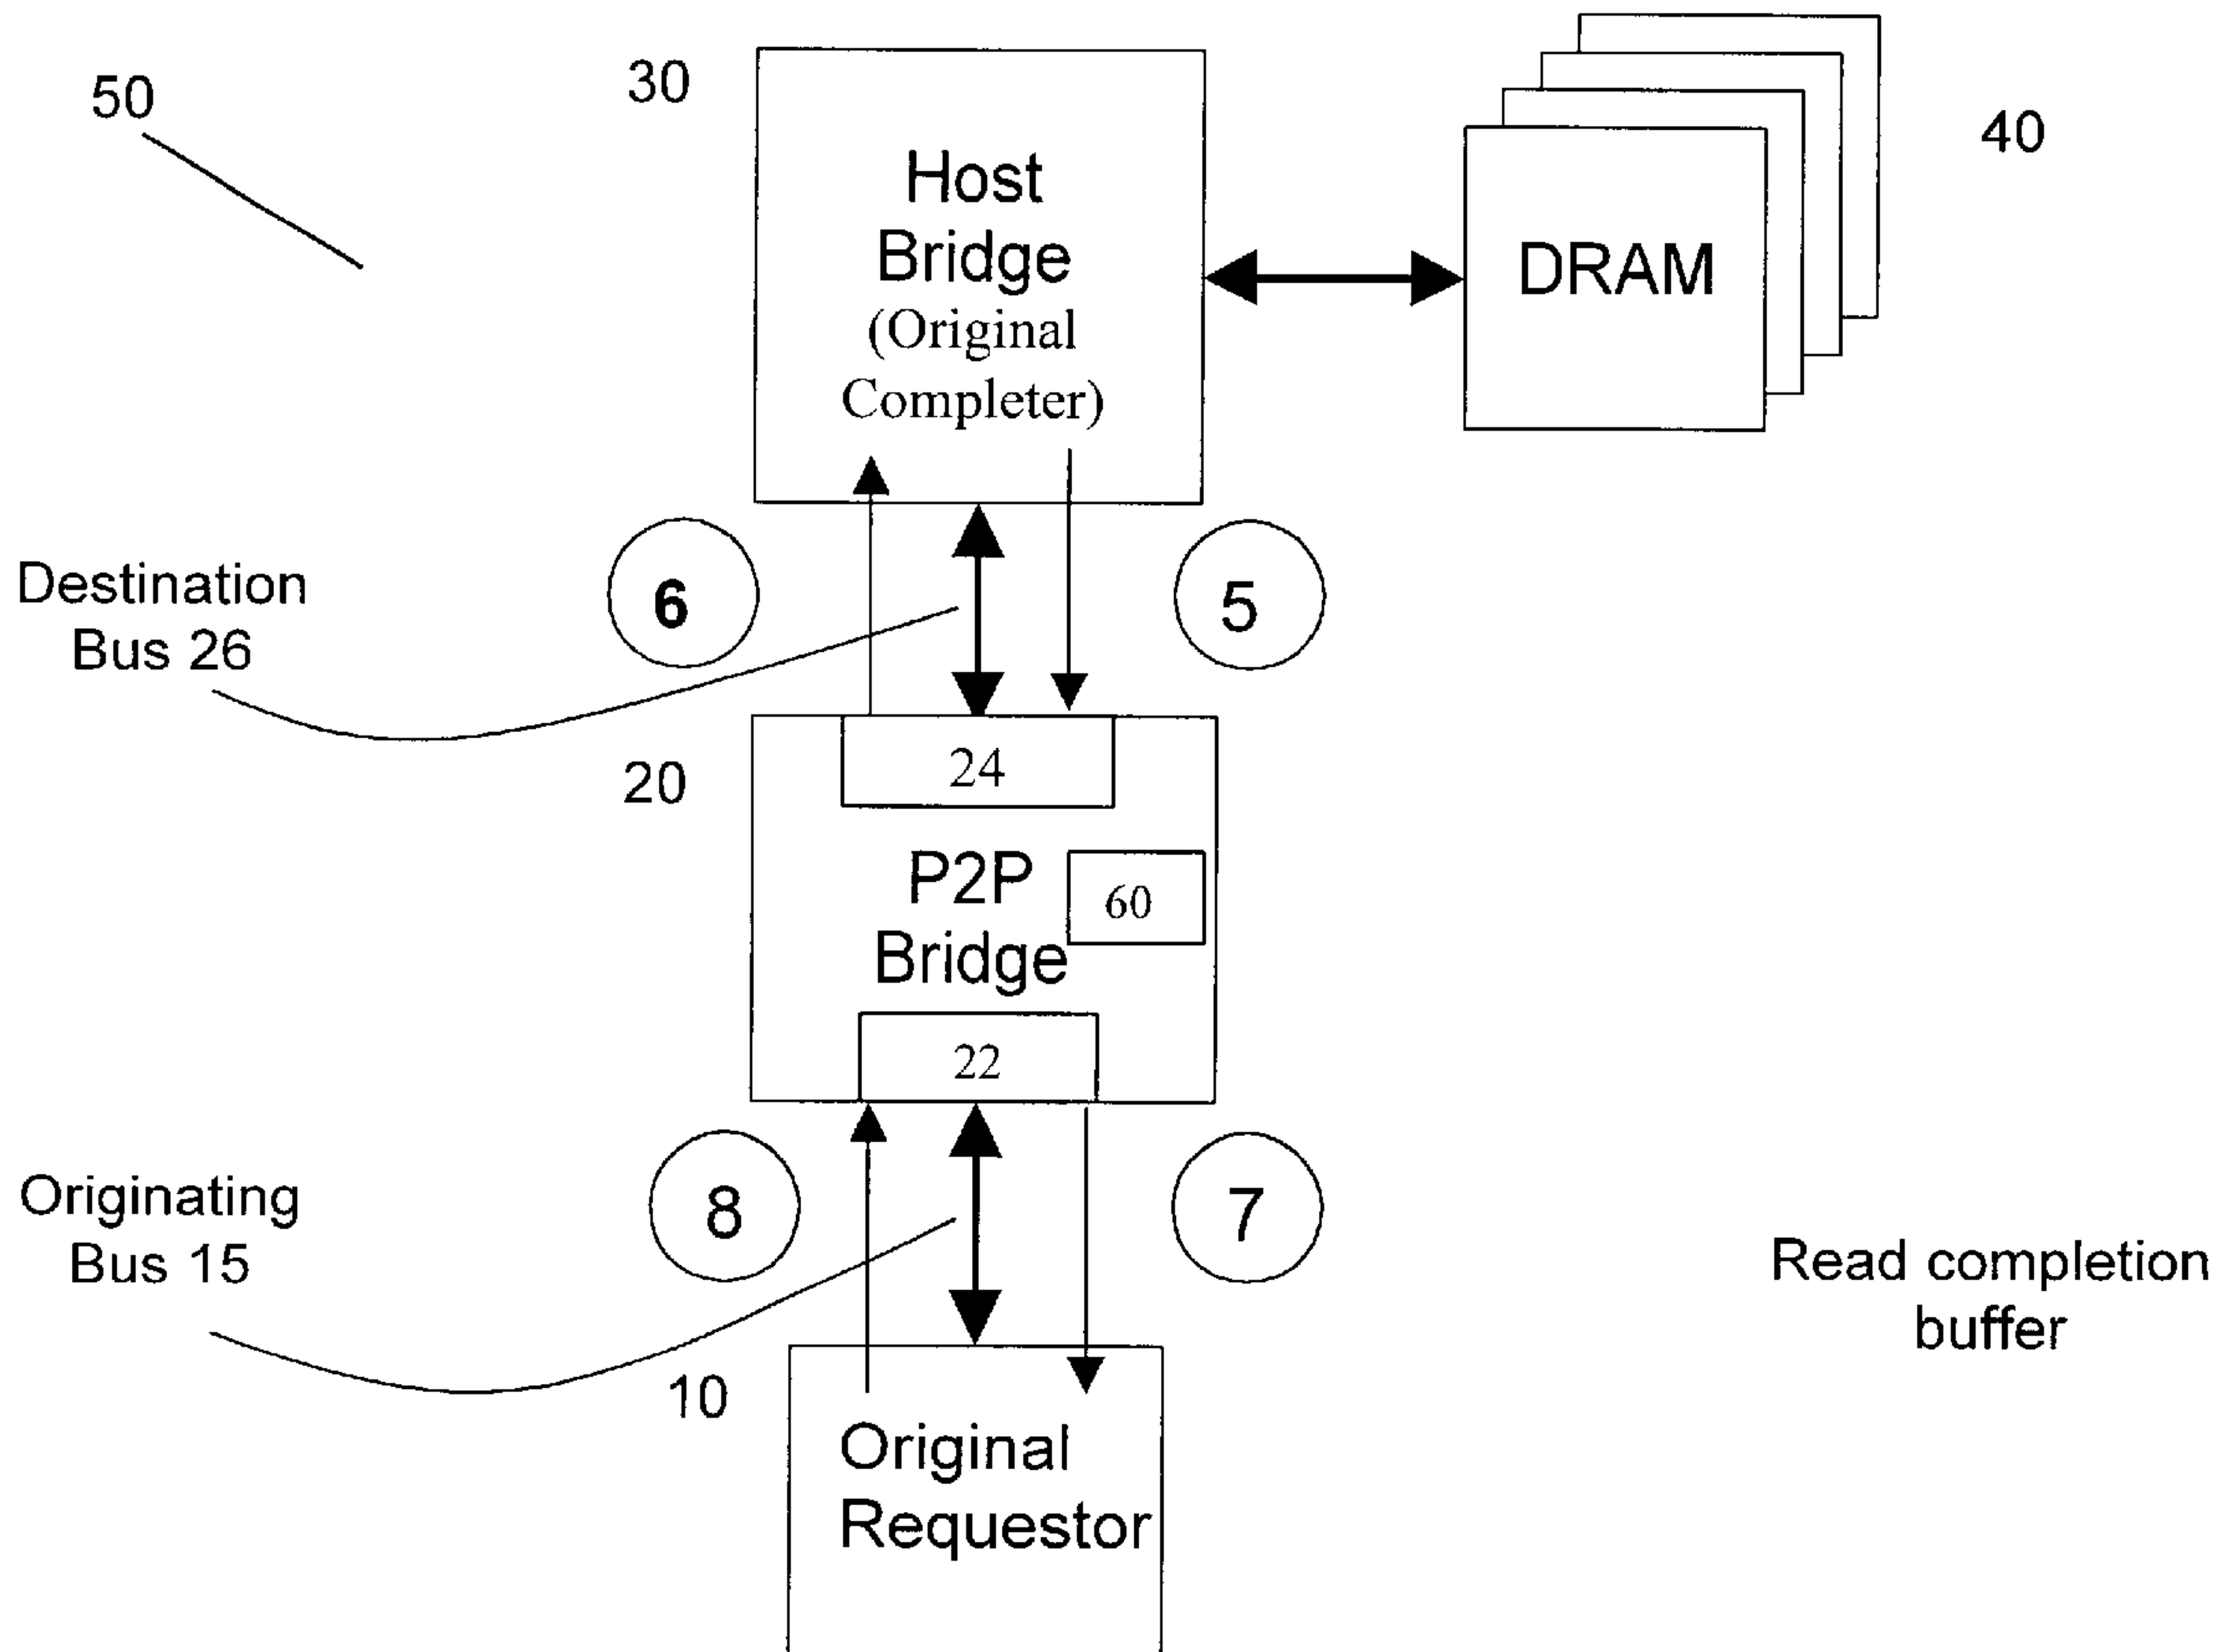 50
30
Host
Bridge
(Original
Completer)
DRAM
40
Destination
Bus 26
6
5
20
24
P2P
Bridge
60
22
Originating
Bus 15
8
7
Read completion
buffer
10
Original
Requestor